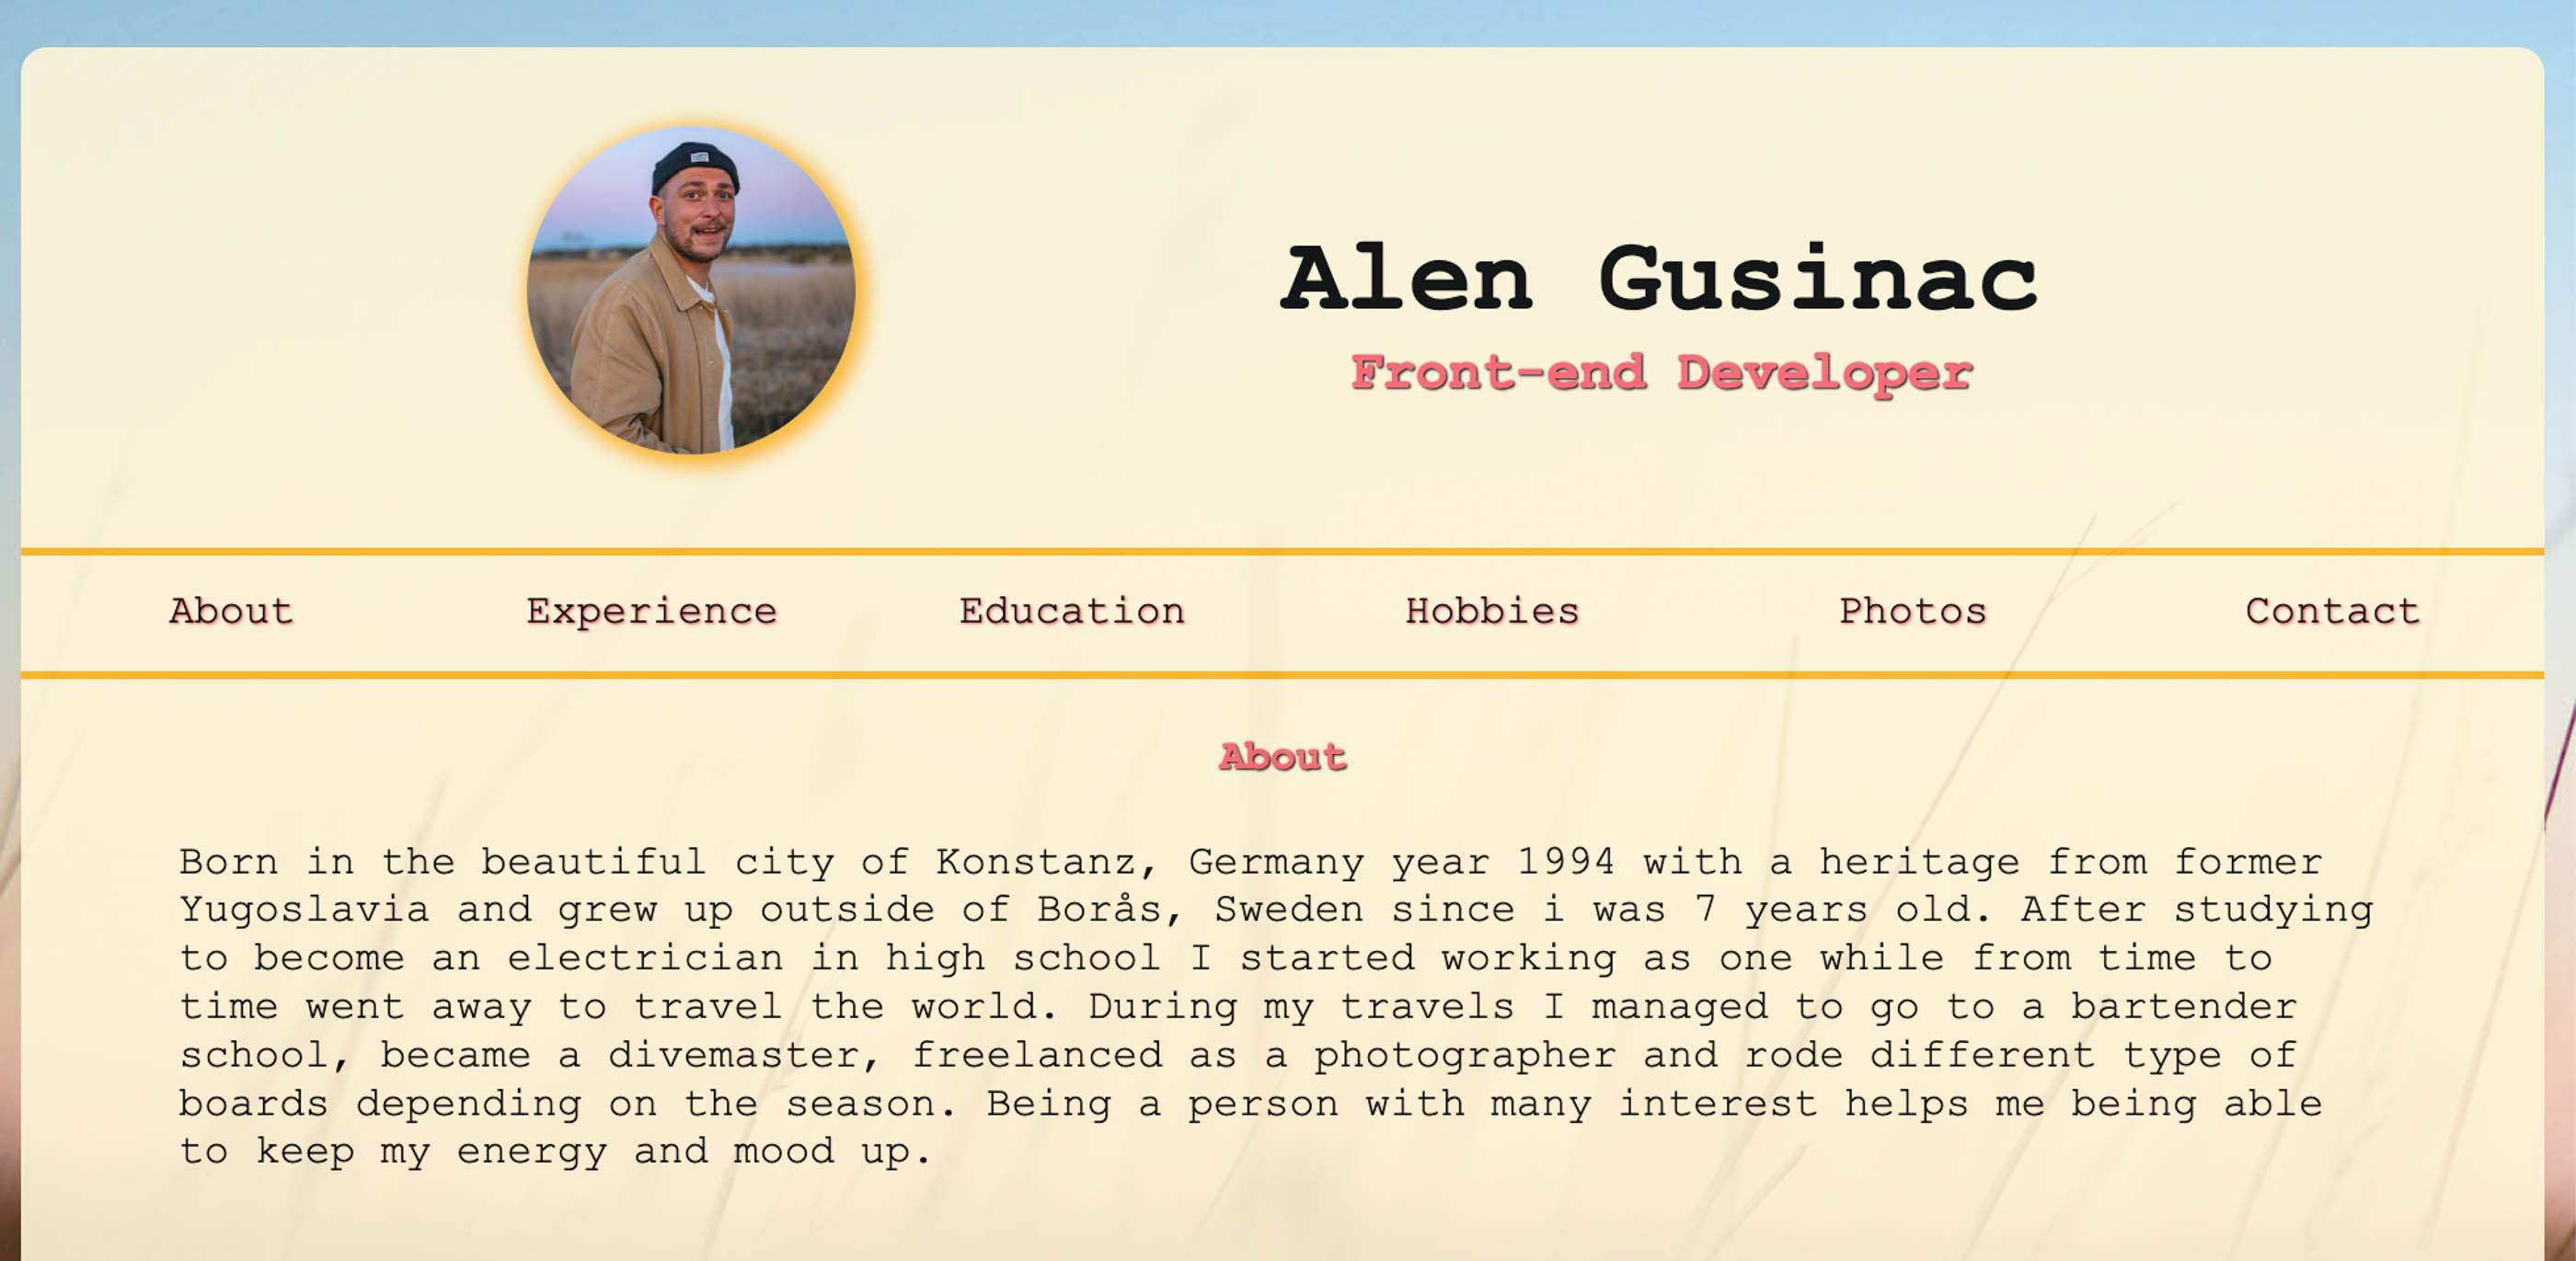 Alen Gusinac
Front-end Developer
About Experience Education Hobbies Photos Contact
About
Born in the beautiful city of Konstanz, Germany year 1994 with a heritage from former
Yugoslavia and grew up outside of Borås, Sweden since i was 7 years old. After studying
to become an electrician in high school I started working as one while from time to
time went away to travel the world. During my travels I managed to go to a bartender
school, became a divemaster, freelanced as a photographer and rode different type of
boards depending on the season. Being a person with many interest helps me being able
to keep my energy and mood up.